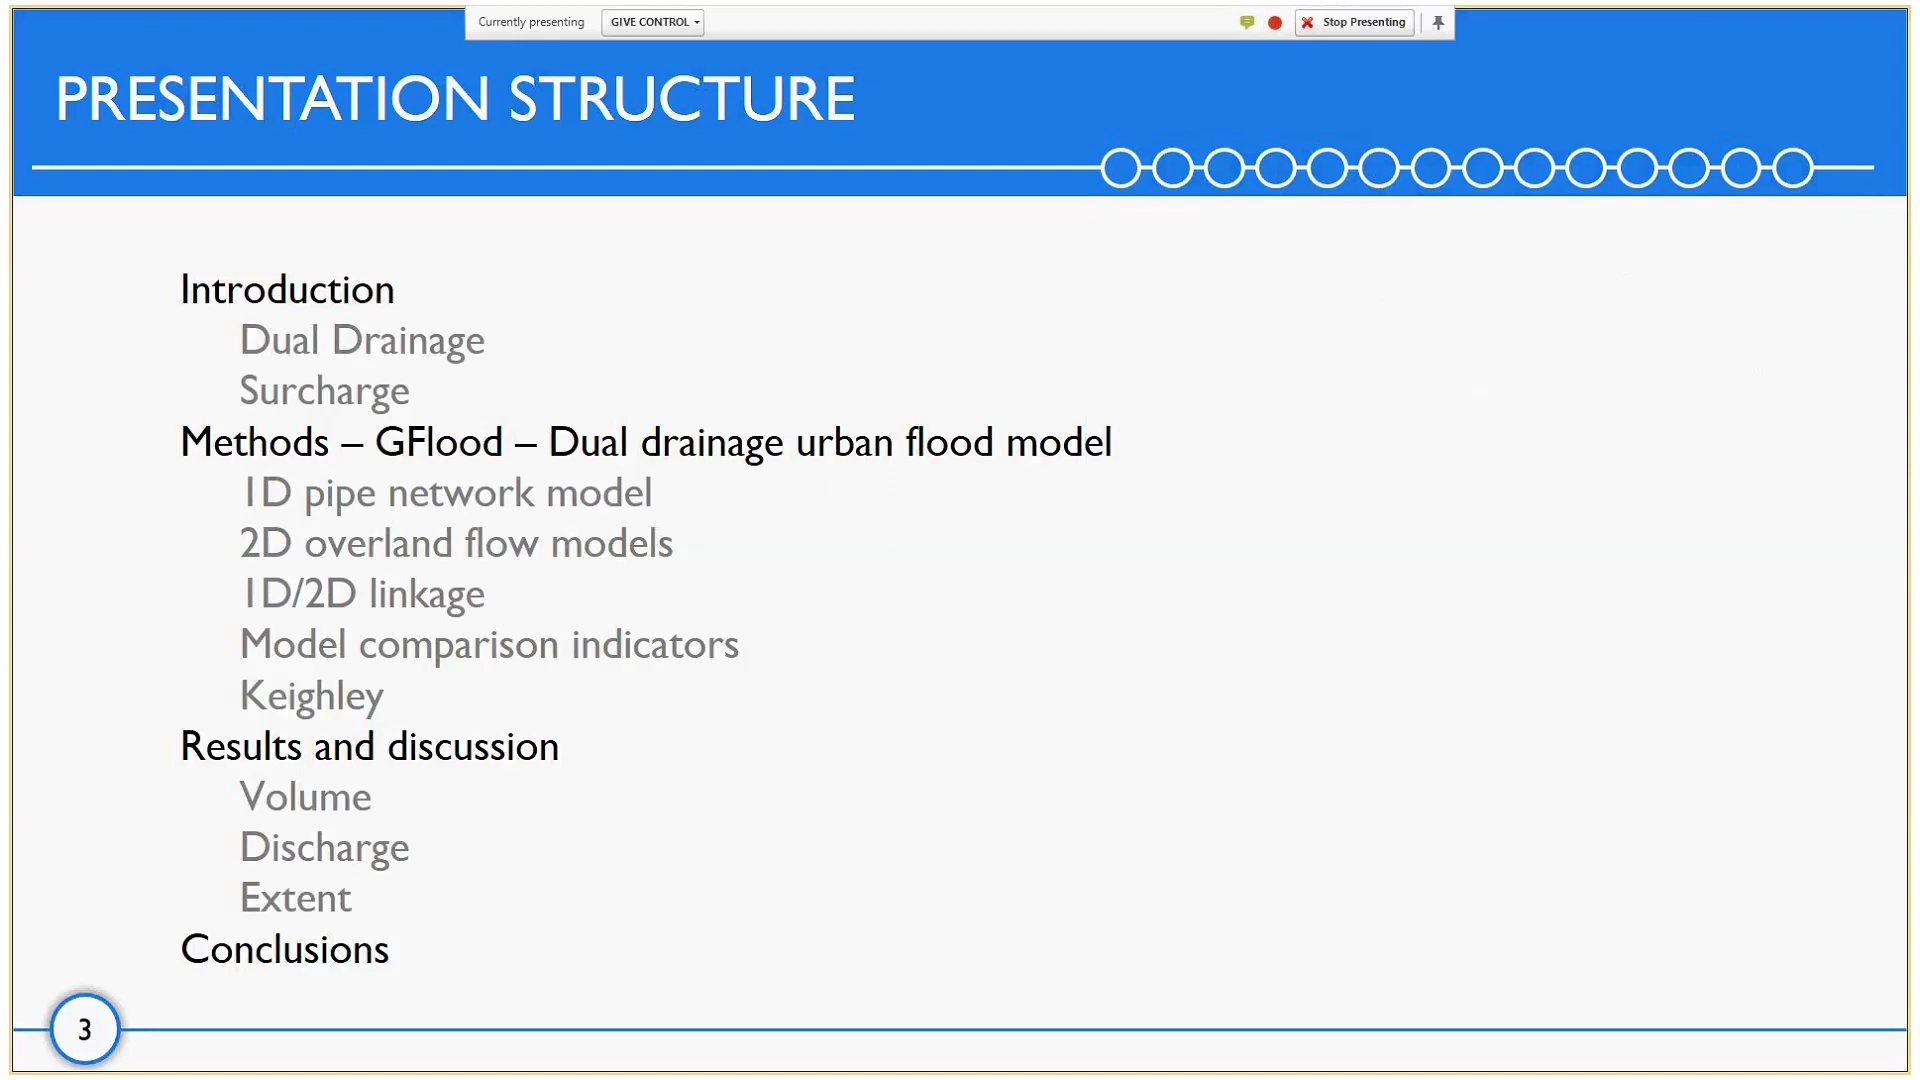 Currently presenting GIVE CONTROL Stop Presenting
PRESENTATION STRUCTURE
Introduction
Dual Drainage
Surcharge
Methods – GFlood – Dual drainage urban flood model
1D pipe network model
2D overland flow models
1D/2D linkage
Model comparison indicators
Keighley
Results and discussion
Volume
Discharge
Extent
Conclusions
3